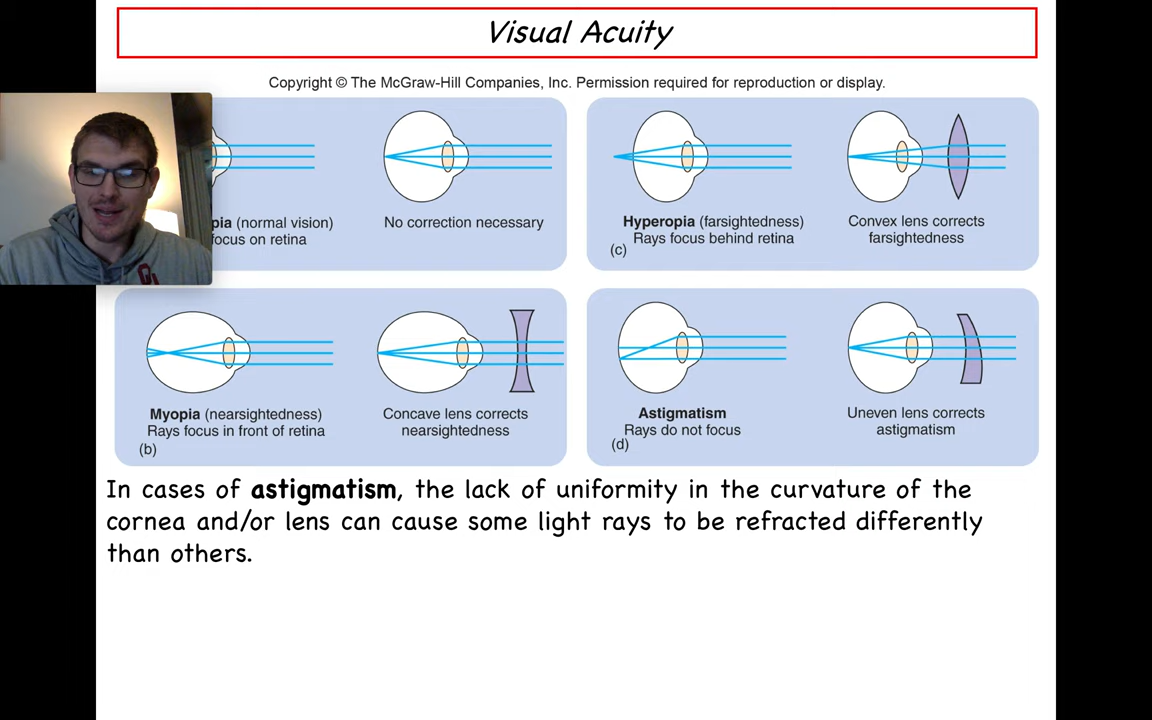 Visual Acuity
Copyright © The McGraw-Hill Companies, Inc. Permission required for reproduction or display.
(normal vision)
focus on retina
No correction necessary
Hyperopia (farsightedness)
Rays focus behind retina
(c)
Convex lens corrects
farsightedness
Myopia (nearsightedness)
Rays focus in front of retina
(b)
Concave lens corrects
nearsightedness
Astigmatism
Rays do not focus
(d)
Uneven lens corrects
astigmatism
In cases of astigmatism, the lack of uniformity in the curvature of the
cornea and/or lens can cause some light rays to be refracted differently
than others.